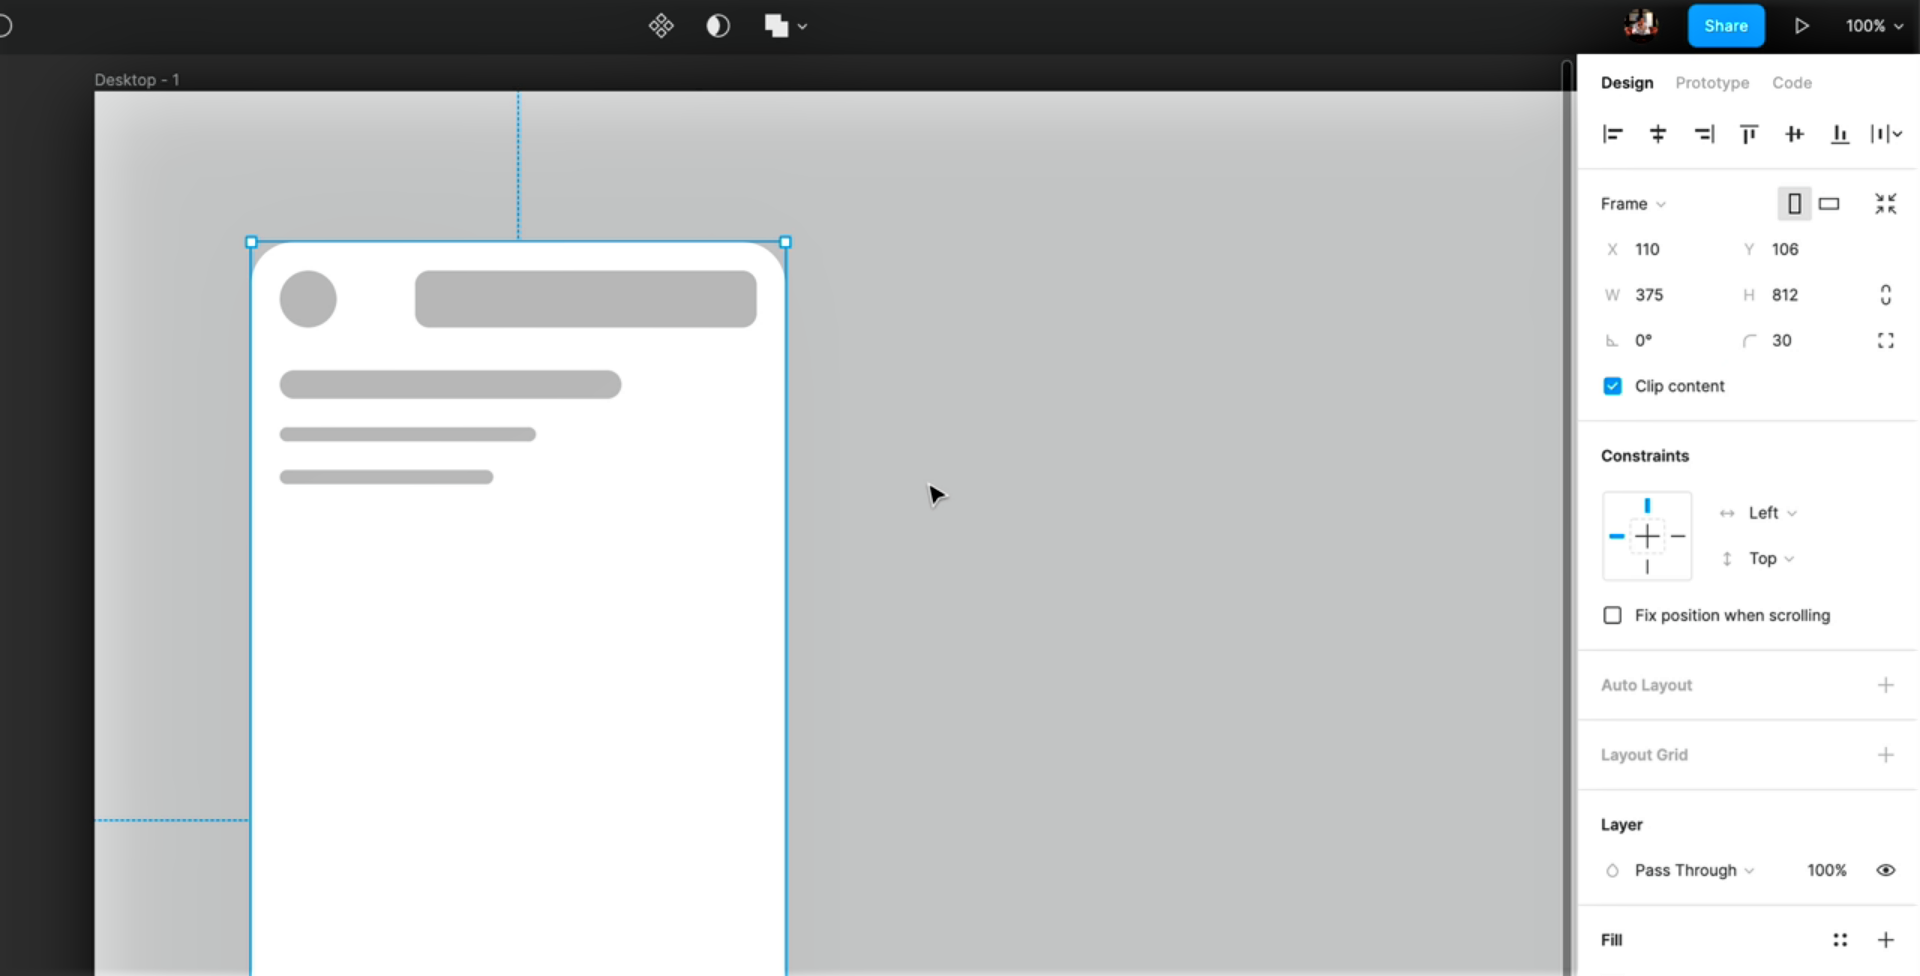 Share
100%
Desktop - 1
Design Prototype Code
Frame
X 110 Y 106
W 375 H 812
0° 30
Clip content
Constraints
Left
Top
Fix position when scrolling
Auto Layout
Layout Grid
Layer
Pass Through 100%
Fill